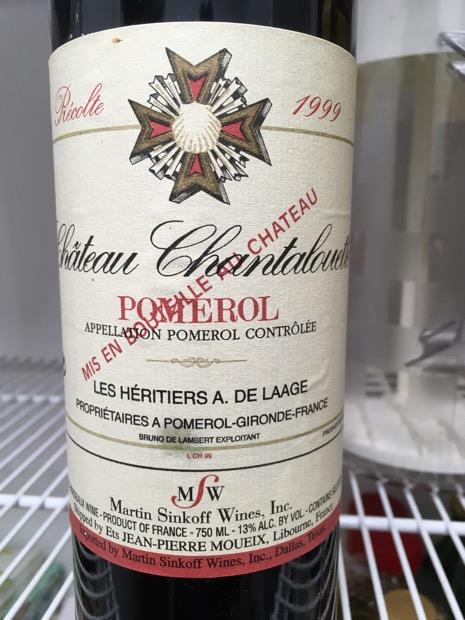 Récolte 1999
Château Chantalouet
MIS EN BOUTEILLE AU CHATEAU
POMEROL
APPELLATION POMEROL CONTRÔLÉE
LES HÉRITIERS A. DE LAAGE
PROPRIÉTAIRES A POMEROL-GIRONDE-FRANCE
BRUNO DE LAMBERT EXPLOITANT
L CH 99
MSW
Martin Sinkoff Wines, Inc.
WINE - PRODUCT OF FRANCE - 750 ML - 13% ALC. BY VOL -
Shipped by Ets JEAN-PIERRE MOUEIX, Libourne, France
Imported by Martin Sinkoff Wines, Inc., Dallas, Texas.